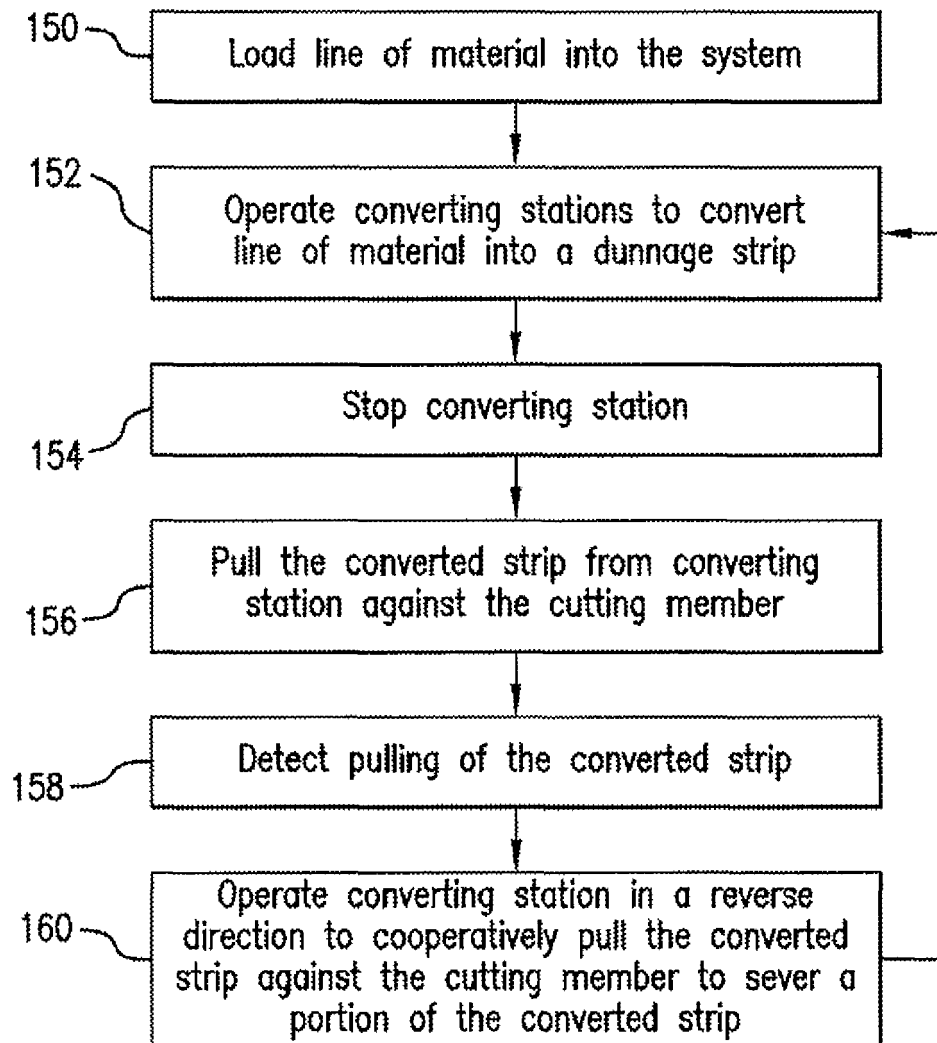 150
Load line of material into the system
152
Operate converting stations to convert
line of material into a dunnage strip
Stop converting station
154
Pull the converted strip from converting
station against the cutting member
156
Detect pulling of the converted strip
158
Operate converting station in a reverse
direction to cooperatively pull the converted
strip against the cutting member to sever a
portion of the converted strip
160